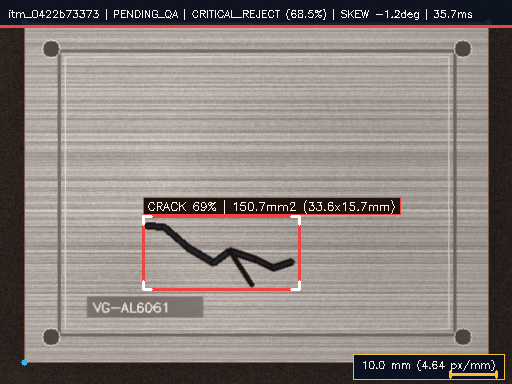 itm_0422b73373 | PENDING_QA | CRITICAL_REJECT (68.5%) | SKEW -1.2deg | 35.7ms
CRACK 69% | 150.7mm2 (33.6x15.7mm)
VG-AL6061
10.0 mm (4.64 px/mm)